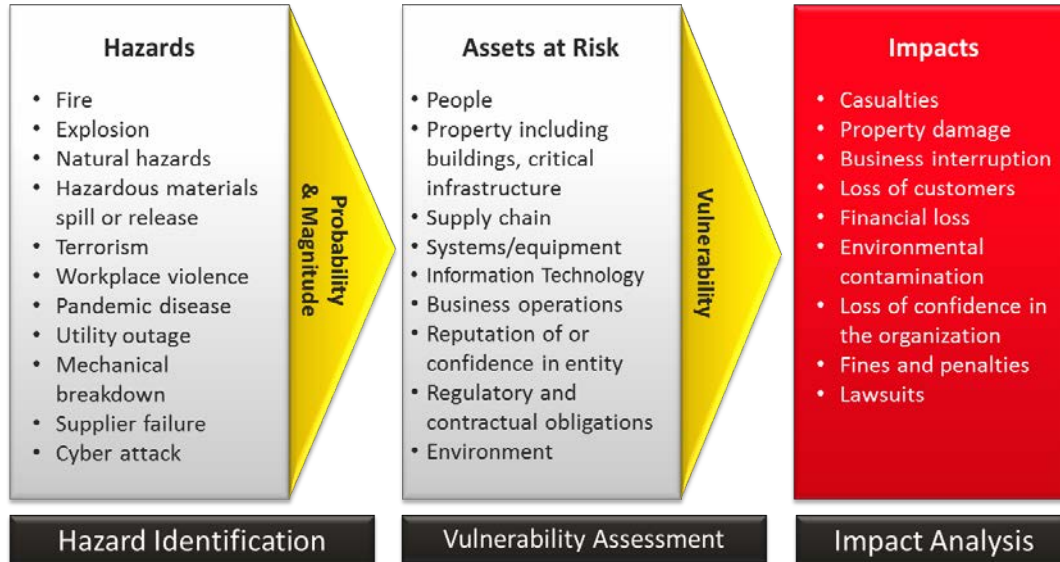 Hazards
• Fire
• Explosion
• Natural hazards
• Hazardous materials
spill or release
• Terrorism
• Workplace violence
• Pandemic disease
• Utility outage
• Mechanical
breakdown
• Supplier failure
• Cyber attack
Probability
& Magnitude
Assets at Risk
• People
• Property including
buildings, critical
infrastructure
• Supply chain
• Systems/equipment
• Information Technology
• Business operations
• Reputation of or
confidence in entity
• Regulatory and
contractual obligations
• Environment
Vulnerability
Impacts
• Casualties
• Property damage
• Business interruption
• Loss of customers
• Financial loss
• Environmental
contamination
• Loss of confidence in
the organization
• Fines and penalties
• Lawsuits
Hazard Identification
Vulnerability Assessment
Impact Analysis